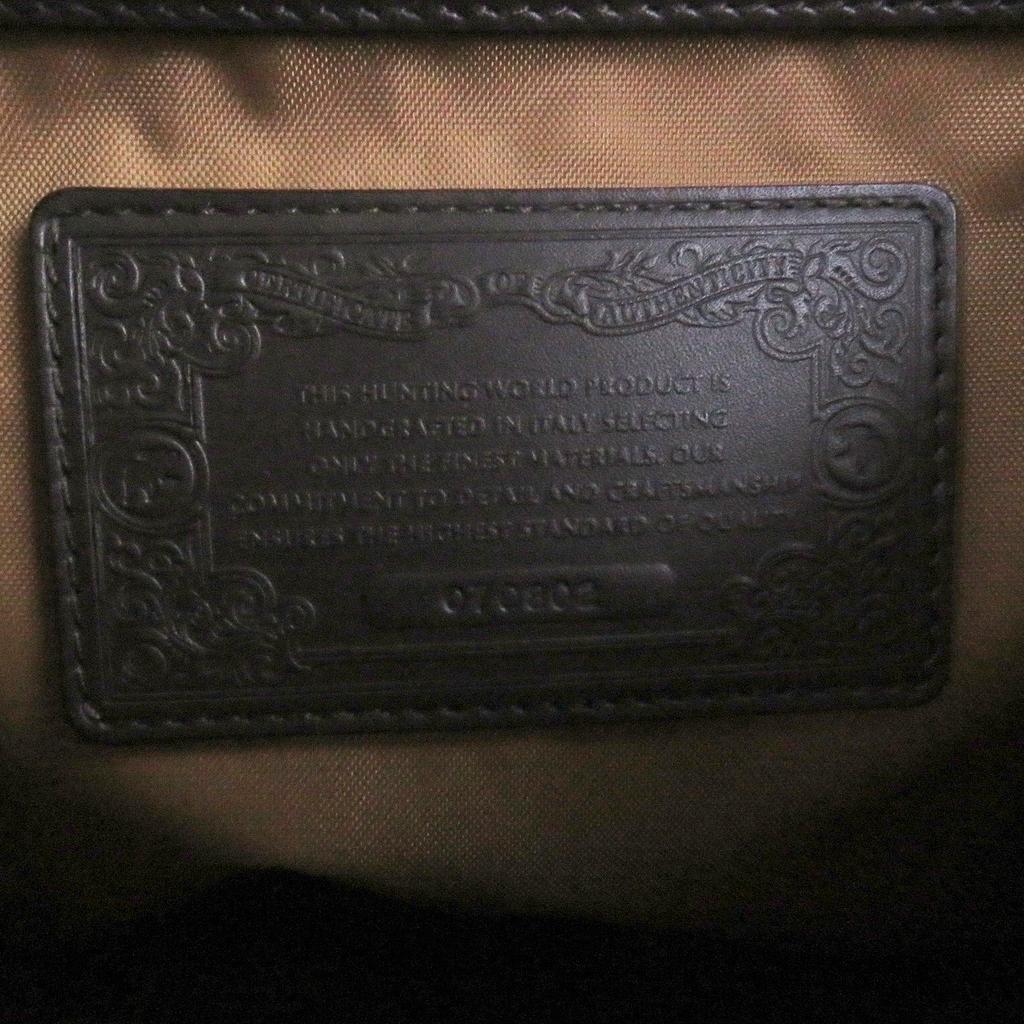 CERTIFICATE OF AUTHENTICITY
THIS HUNTING WORLD PRODUCT IS
HANDCRAFTED IN ITALY SELECTING
ONLY THE FINEST MATERIALS. OUR
COMMITMENT TO DETAIL AND CRAFTSMANSHIP
ENSURES THE HIGHEST STANDARD OF QUALITY